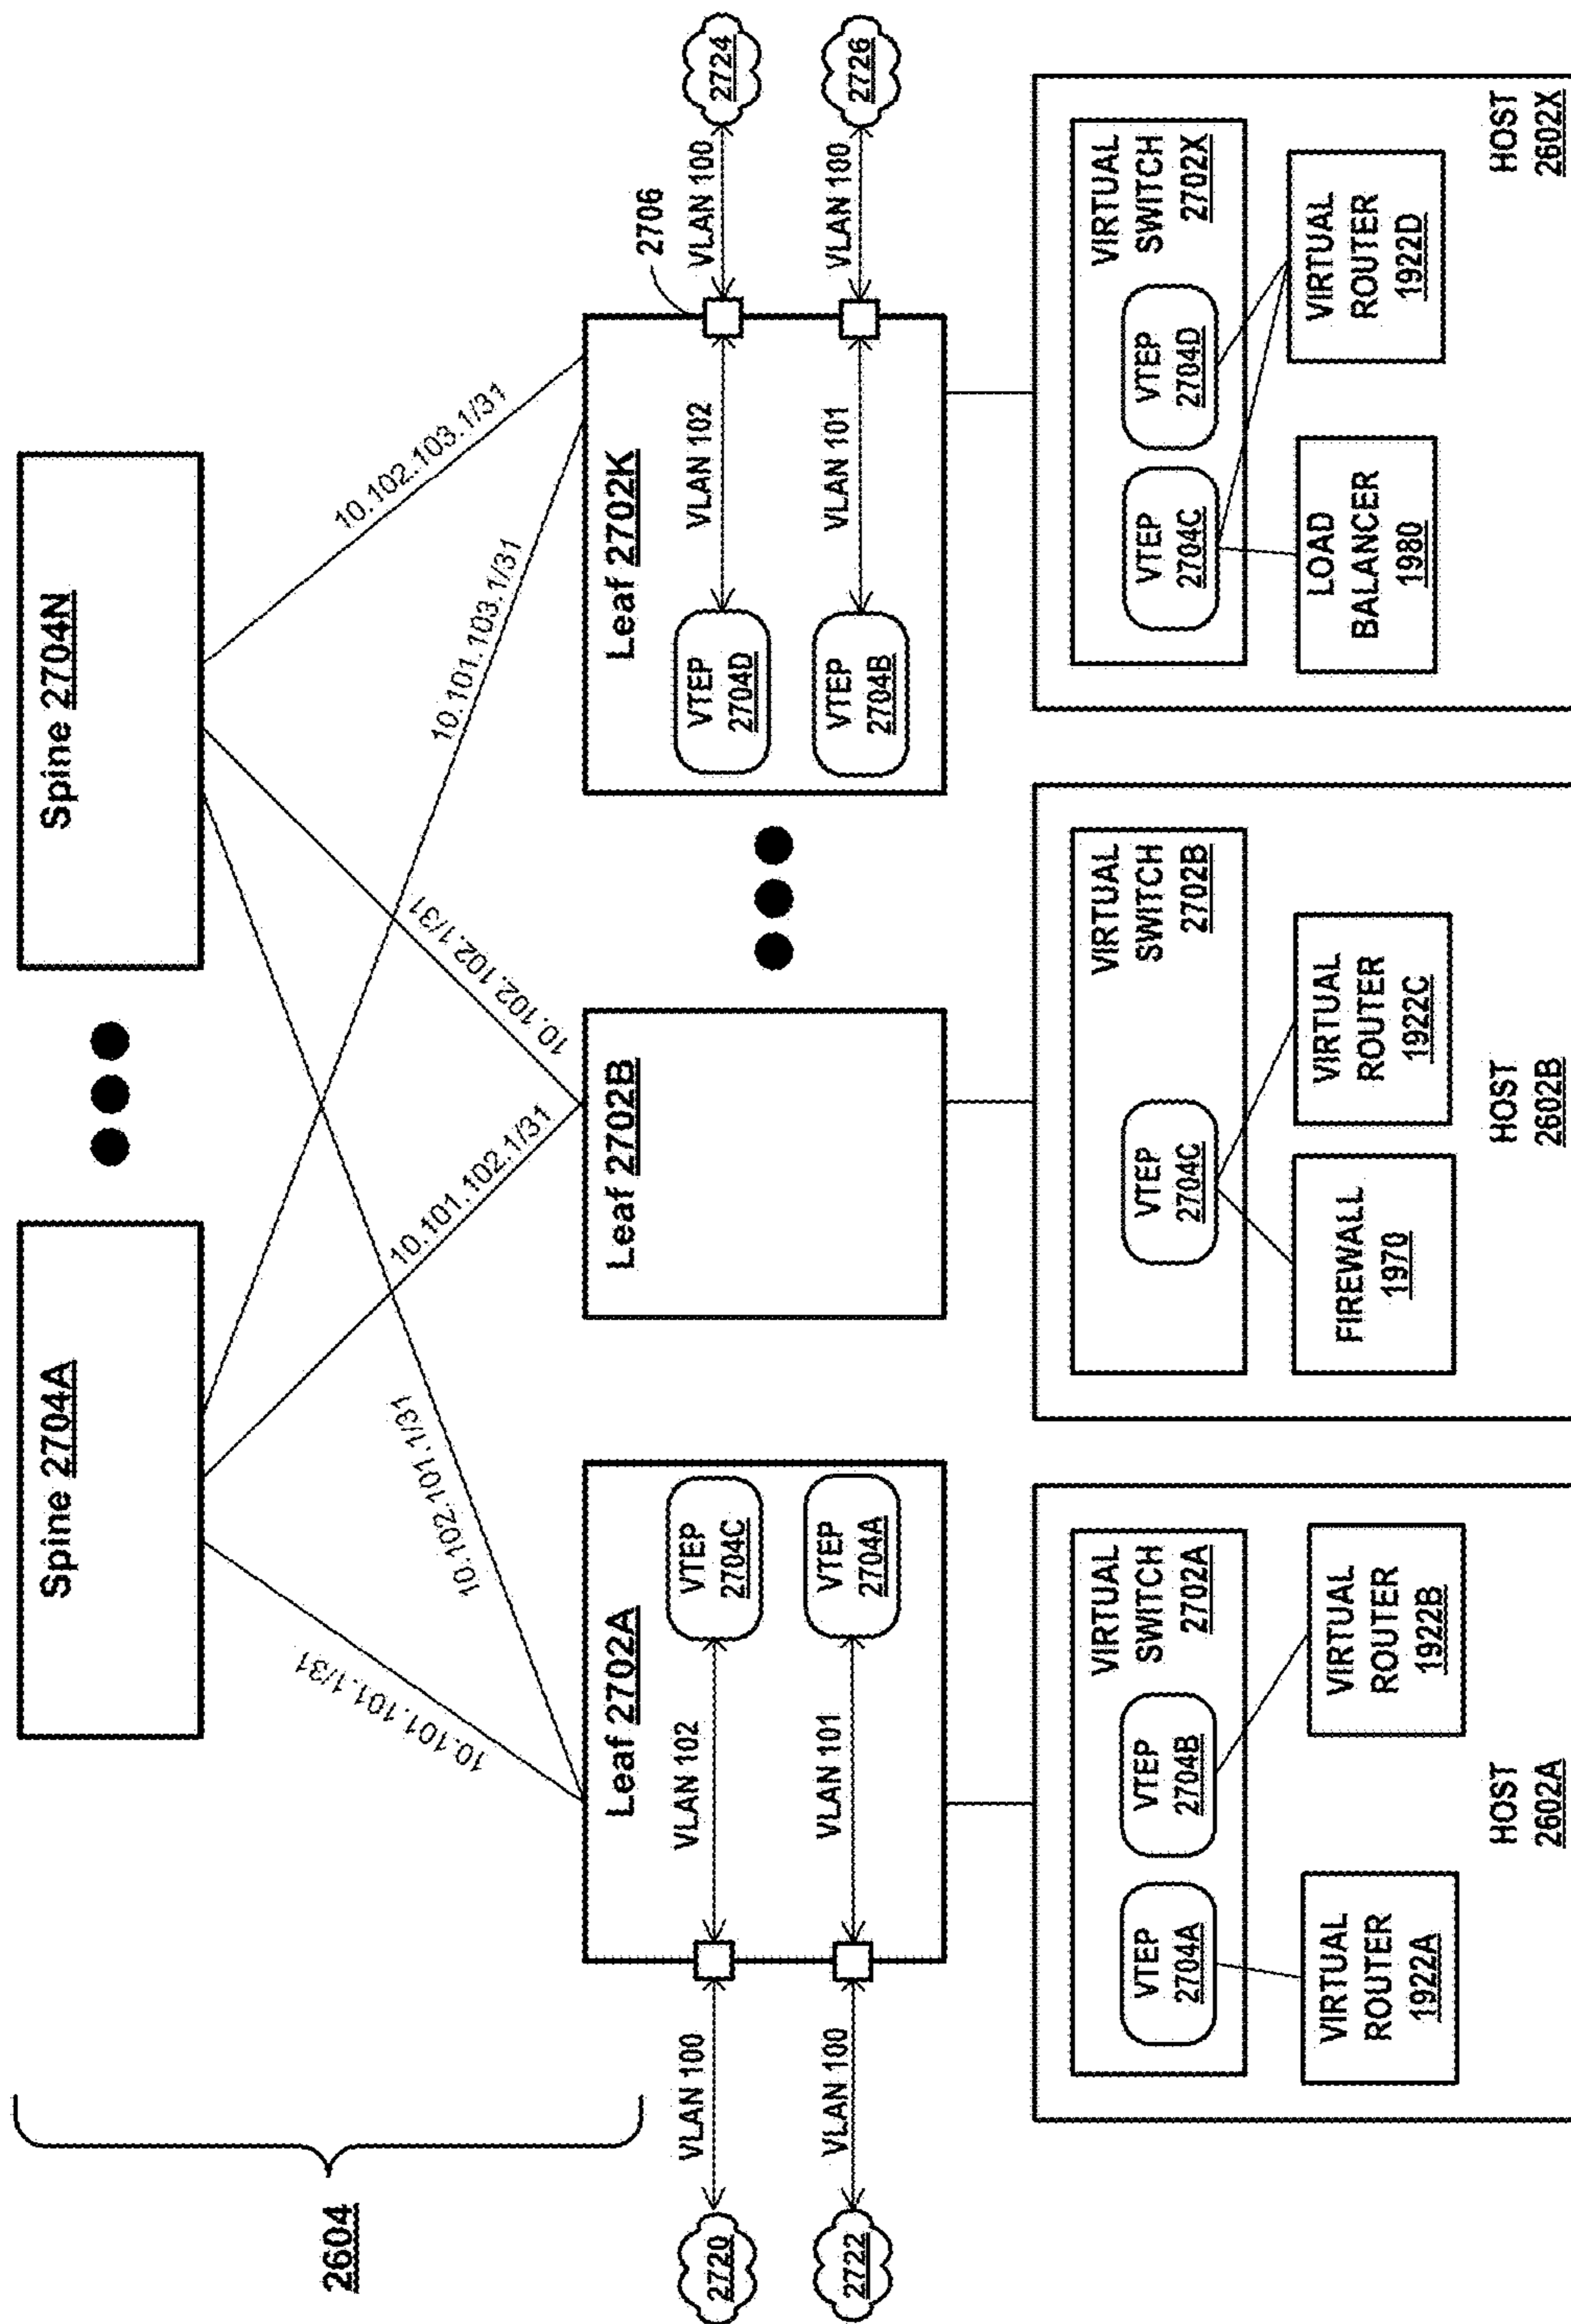 2604
Spine 2704A
Spine 2704N
10.101.101.1/31
10.102.101.1/31
10.101.102.1/31
10.102.102.1/31
10.101.103.1/31
10.102.103.1/31
2720
VLAN 100
2722
VLAN 100
Leaf 2702A
VLAN 102
VTEP
2704C
VLAN 101
VTEP
2704A
Leaf 2702B
Leaf 2702K
VTEP
2704D
VLAN 102
VTEP
2704B
VLAN 101
2706
VLAN 100
2724
VLAN 100
2726
VIRTUAL
SWITCH
2702A
VTEP
2704A
VTEP
2704B
VIRTUAL
ROUTER
1922A
VIRTUAL
ROUTER
1922B
HOST
2602A
VIRTUAL
SWITCH
2702B
VTEP
2704C
FIREWALL
1970
VIRTUAL
ROUTER
1922C
HOST
2602B
VIRTUAL
SWITCH
2702X
VTEP
2704C
VTEP
2704D
LOAD
BALANCER
1980
VIRTUAL
ROUTER
1922D
HOST
2602X